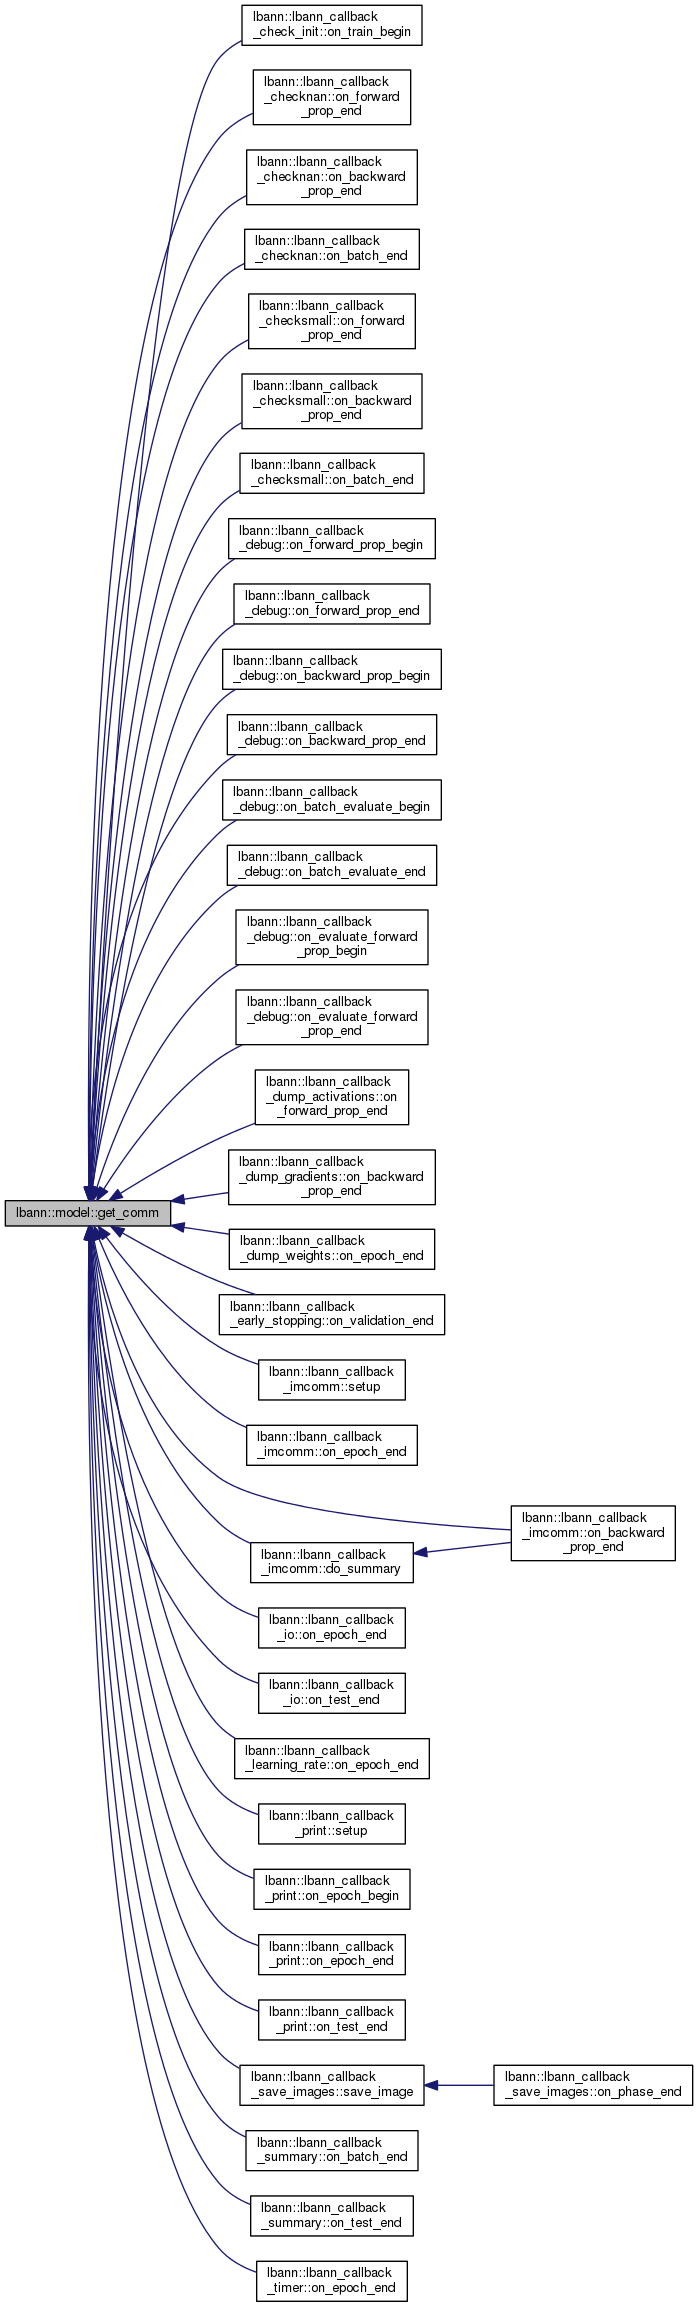 lbann::lbann_callback
_check_init::on_train_begin
lbann::lbann_callback
_checknan::on_forward
_prop_end
lbann::lbann_callback
_checknan::on_backward
_prop_end
lbann::lbann_callback
_checknan::on_batch_end
lbann::lbann_callback
_checksmall::on_forward
_prop_end
lbann::lbann_callback
_checksmall::on_backward
_prop_end
lbann::lbann_callback
_checksmall::on_batch_end
lbann::lbann_callback
_debug::on_forward_prop_begin
lbann::lbann_callback
_debug::on_forward_prop_end
lbann::lbann_callback
_debug::on_backward_prop_begin
lbann::lbann_callback
_debug::on_backward_prop_end
lbann::lbann_callback
_debug::on_batch_evaluate_begin
lbann::lbann_callback
_debug::on_batch_evaluate_end
lbann::lbann_callback
_debug::on_evaluate_forward
_prop_begin
lbann::lbann_callback
_debug::on_evaluate_forward
_prop_end
lbann::lbann_callback
_dump_activations::on
_forward_prop_end
lbann::lbann_callback
_dump_gradients::on_backward
_prop_end
lbann::model::get_comm
lbann::lbann_callback
_dump_weights::on_epoch_end
lbann::lbann_callback
_early_stopping::on_validation_end
lbann::lbann_callback
_imcomm::setup
lbann::lbann_callback
_imcomm::on_epoch_end
lbann::lbann_callback
_imcomm::on_backward
_prop_end
lbann::lbann_callback
_imcomm::do_summary
lbann::lbann_callback
_io::on_epoch_end
lbann::lbann_callback
_io::on_test_end
lbann::lbann_callback
_learning_rate::on_epoch_end
lbann::lbann_callback
_print::setup
lbann::lbann_callback
_print::on_epoch_begin
lbann::lbann_callback
_print::on_epoch_end
lbann::lbann_callback
_print::on_test_end
lbann::lbann_callback
_save_images::save_image
lbann::lbann_callback
_save_images::on_phase_end
lbann::lbann_callback
_summary::on_batch_end
lbann::lbann_callback
_summary::on_test_end
lbann::lbann_callback
_timer::on_epoch_end